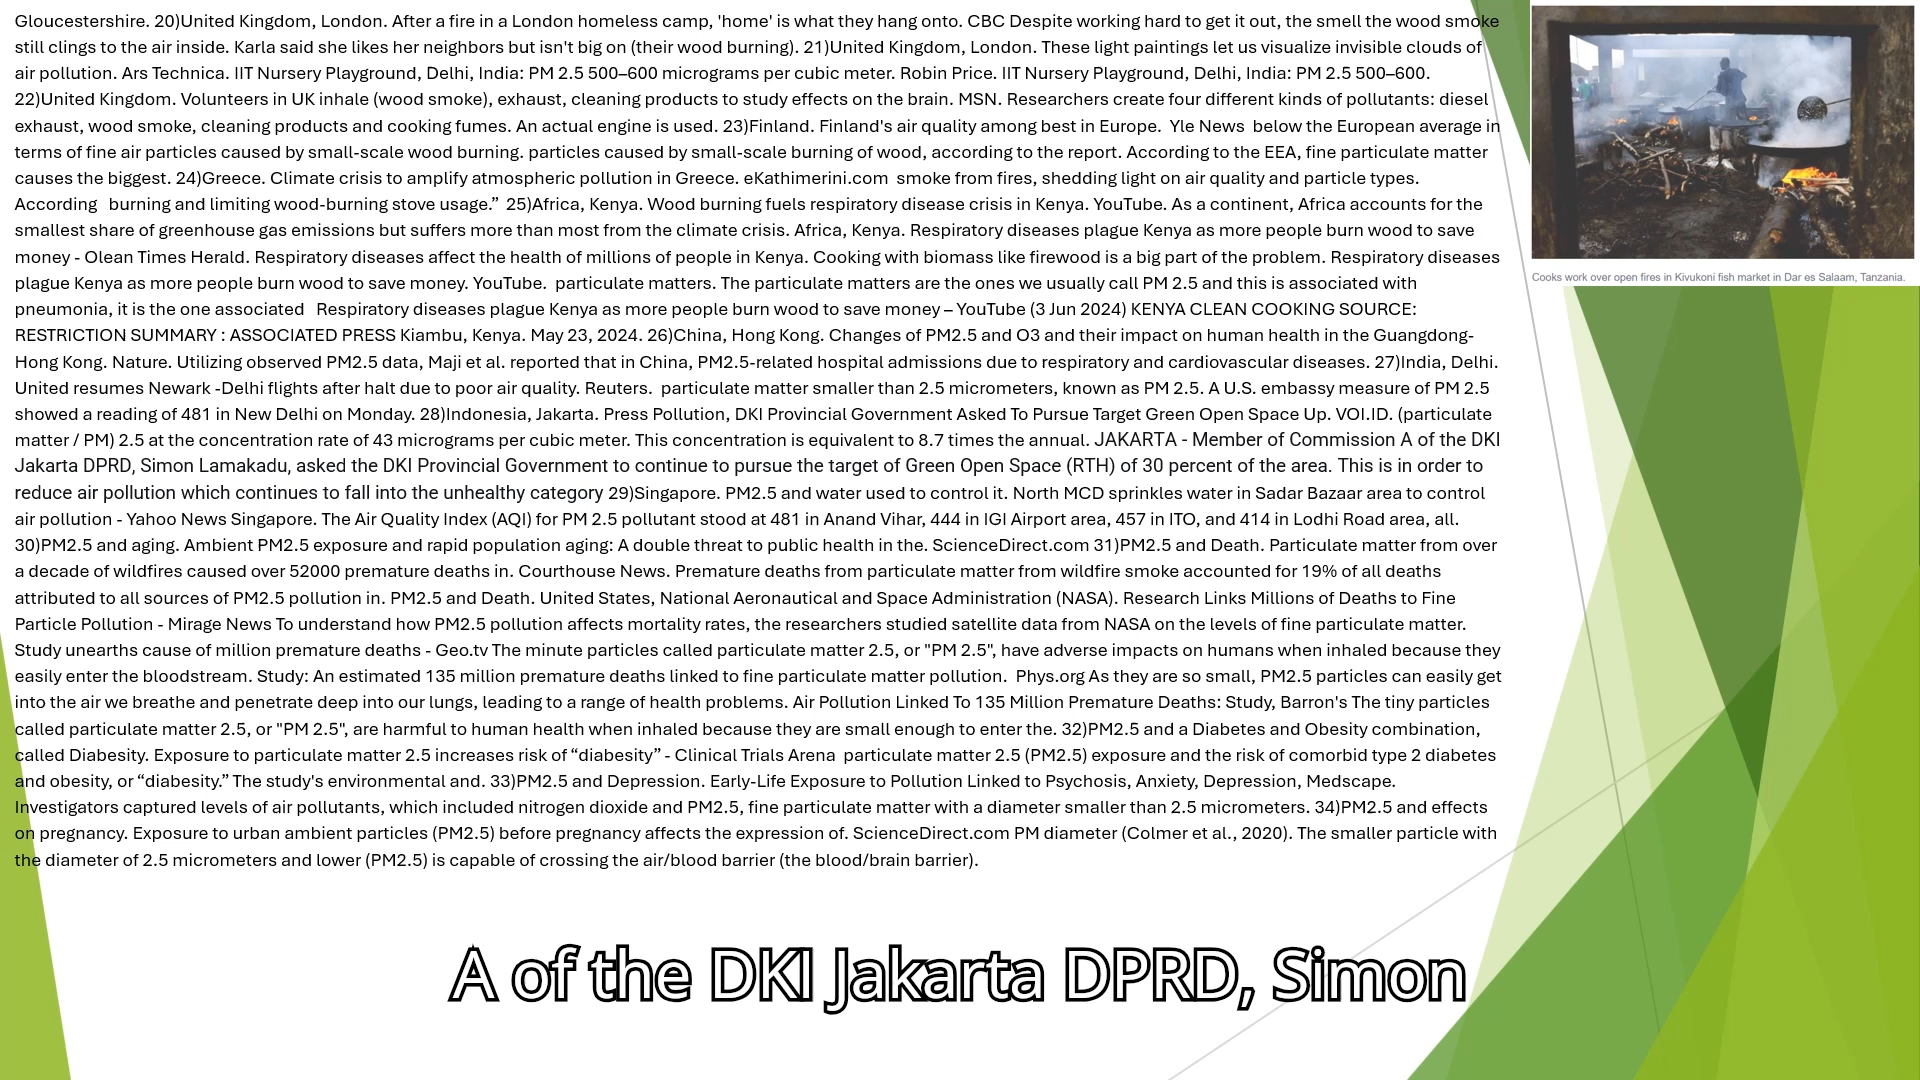 Gloucestershire. 20)United Kingdom, London. After a fire in a London homeless camp, 'home' is what they hang onto. CBC Despite working hard to get it out, the smell the wood smoke
still clings to the air inside. Karla said she likes her neighbors but isn't big on (their wood burning). 21)United Kingdom, London. These light paintings let us visualize invisible clouds of
air pollution. Ars Technica. IIT Nursery Playground, Delhi, India: PM 2.5 500–600 micrograms per cubic meter. Robin Price. IIT Nursery Playground, Delhi, India: PM 2.5 500–600.
22)United Kingdom. Volunteers in UK inhale (wood smoke), exhaust, cleaning products to study effects on the brain. MSN. Researchers create four different kinds of pollutants: diesel
exhaust, wood smoke, cleaning products and cooking fumes. An actual engine is used. 23)Finland. Finland's air quality among best in Europe.  Yle News  below the European average in
terms of fine air particles caused by small-scale wood burning. particles caused by small-scale burning of wood, according to the report. According to the EEA, fine particulate matter
causes the biggest. 24)Greece. Climate crisis to amplify atmospheric pollution in Greece. eKathimerini.com  smoke from fires, shedding light on air quality and particle types.
According  burning and limiting wood-burning stove usage.”  25)Africa, Kenya. Wood burning fuels respiratory disease crisis in Kenya. YouTube. As a continent, Africa accounts for the
smallest share of greenhouse gas emissions but suffers more than most from the climate crisis. Africa, Kenya. Respiratory diseases plague Kenya as more people burn wood to save
money - Olean Times Herald. Respiratory diseases affect the health of millions of people in Kenya. Cooking with biomass like firewood is a big part of the problem. Respiratory diseases
plague Kenya as more people burn wood to save money. YouTube.  particulate matters. The particulate matters are the ones we usually call PM 2.5 and this is associated with
pneumonia, it is the one associated  Respiratory diseases plague Kenya as more people burn wood to save money – YouTube (3 Jun 2024) KENYA CLEAN COOKING SOURCE:
RESTRICTION SUMMARY : ASSOCIATED PRESS Kiambu, Kenya. May 23, 2024. 26)China, Hong Kong. Changes of PM2.5 and O3 and their impact on human health in the Guangdong-
Hong Kong. Nature. Utilizing observed PM2.5 data, Maji et al. reported that in China, PM2.5-related hospital admissions due to respiratory and cardiovascular diseases. 27)India, Delhi.
United resumes Newark -Delhi flights after halt due to poor air quality. Reuters.  particulate matter smaller than 2.5 micrometers, known as PM 2.5. A U.S. embassy measure of PM 2.5
showed a reading of 481 in New Delhi on Monday. 28)Indonesia, Jakarta. Press Pollution, DKI Provincial Government Asked To Pursue Target Green Open Space Up. VOI.ID. (particulate
matter / PM) 2.5 at the concentration rate of 43 micrograms per cubic meter. This concentration is equivalent to 8.7 times the annual. JAKARTA - Member of Commission A of the DKI
Jakarta DPRD, Simon Lamakadu, asked the DKI Provincial Government to continue to pursue the target of Green Open Space (RTH) of 30 percent of the area. This is in order to
reduce air pollution which continues to fall into the unhealthy category 29)Singapore. PM2.5 and water used to control it. North MCD sprinkles water in Sadar Bazaar area to control
air pollution - Yahoo News Singapore. The Air Quality Index (AQI) for PM 2.5 pollutant stood at 481 in Anand Vihar, 444 in IGI Airport area, 457 in ITO, and 414 in Lodhi Road area, all.
30)PM2.5 and aging. Ambient PM2.5 exposure and rapid population aging: A double threat to public health in the. ScienceDirect.com 31)PM2.5 and Death. Particulate matter from over
a decade of wildfires caused over 52000 premature deaths in. Courthouse News. Premature deaths from particulate matter from wildfire smoke accounted for 19% of all deaths
attributed to all sources of PM2.5 pollution in. PM2.5 and Death. United States, National Aeronautical and Space Administration (NASA). Research Links Millions of Deaths to Fine
Particle Pollution - Mirage News To understand how PM2.5 pollution affects mortality rates, the researchers studied satellite data from NASA on the levels of fine particulate matter.
Study unearths cause of million premature deaths - Geo.tv The minute particles called particulate matter 2.5, or "PM 2.5", have adverse impacts on humans when inhaled because they
easily enter the bloodstream. Study: An estimated 135 million premature deaths linked to fine particulate matter pollution.  Phys.org As they are so small, PM2.5 particles can easily get
into the air we breathe and penetrate deep into our lungs, leading to a range of health problems. Air Pollution Linked To 135 Million Premature Deaths: Study, Barron's The tiny particles
called particulate matter 2.5, or "PM 2.5", are harmful to human health when inhaled because they are small enough to enter the. 32)PM2.5 and a Diabetes and Obesity combination,
called Diabesity. Exposure to particulate matter 2.5 increases risk of “diabesity” - Clinical Trials Arena  particulate matter 2.5 (PM2.5) exposure and the risk of comorbid type 2 diabetes
and obesity, or “diabesity.” The study's environmental and. 33)PM2.5 and Depression. Early-Life Exposure to Pollution Linked to Psychosis, Anxiety, Depression, Medscape.
Investigators captured levels of air pollutants, which included nitrogen dioxide and PM2.5, fine particulate matter with a diameter smaller than 2.5 micrometers. 34)PM2.5 and effects
on pregnancy. Exposure to urban ambient particles (PM2.5) before pregnancy affects the expression of. ScienceDirect.com PM diameter (Colmer et al., 2020). The smaller particle with
the diameter of 2.5 micrometers and lower (PM2.5) is capable of crossing the air/blood barrier (the blood/brain barrier).
Cooks work over open fires in Kivukoni fish market in Dar es Salaam, Tanzania.
A of the DKI Jakarta DPRD, Simon